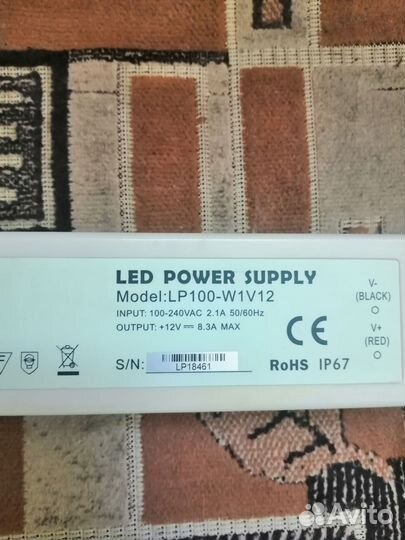 LED POWER SUPPLY
Model:LP100-W1V12
INPUT: 100-240VAC 2.1A 50/60Hz
OUTPUT: +12V ⎓ 8.3A MAX
S/N:
LP18461
CE
RoHS IP67
V-
(BLACK)
V+
(RED)
F
Avito